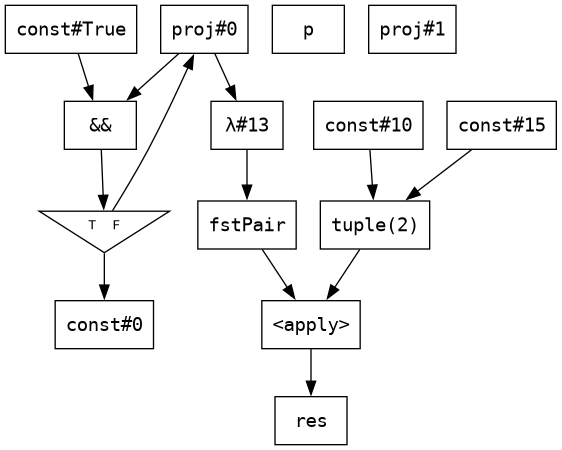 const#True
proj#0
p
proj#1
&&
λ#13
const#10
const#15
T F
fstPair
tuple(2)
const#0
<apply>
res